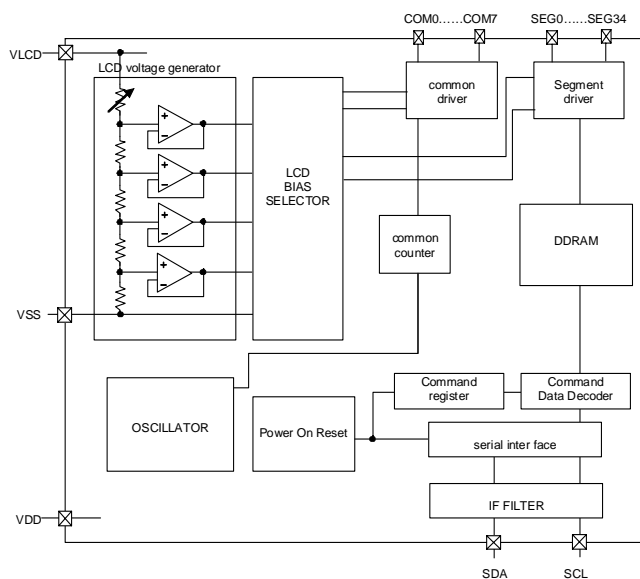 COM0......COM7
SEG0......SEG34
VLCD
LCD voltage generator
common
driver
Segment
driver
+
−
+
−
+
−
+
−
LCD
BIAS
SELECTOR
common
counter
DDRAM
VSS
OSCILLATOR
Power On Reset
Command
register
Command
Data Decoder
serial inter face
IF FILTER
VDD
SDA
SCL